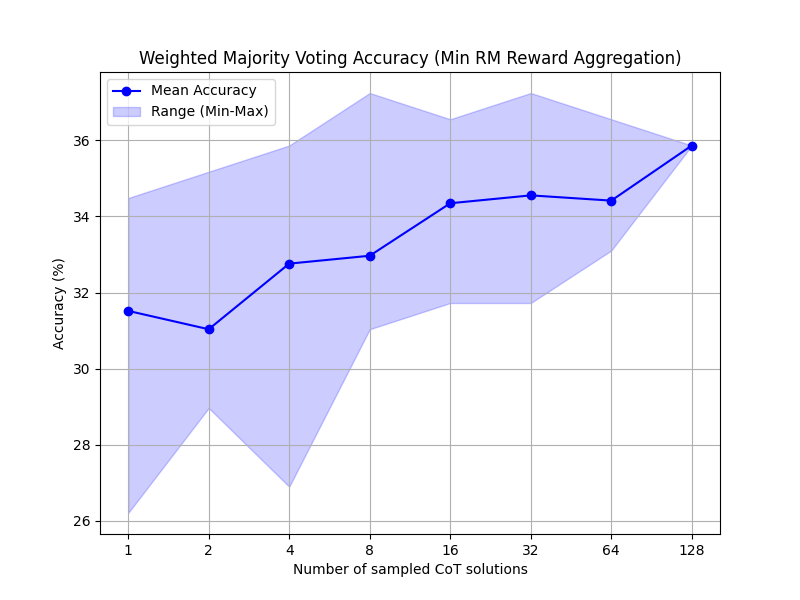 Weighted Majority Voting Accuracy (Min RM Reward Aggregation)
Mean Accuracy
Range (Min-Max)
Accuracy (%)
36
34
32
30
28
26
1 2 4 8 16 32 64 128
Number of sampled CoT solutions